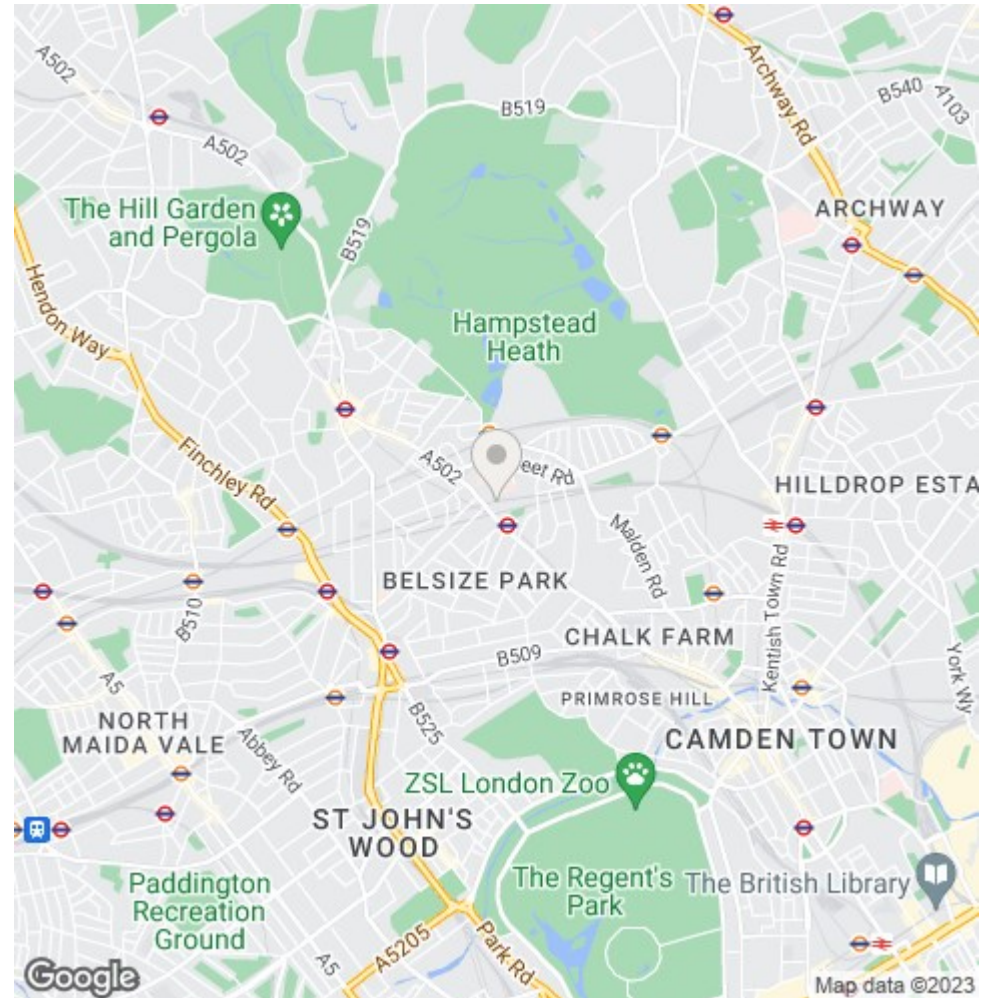 A502
B519
Archway Rd
B540
A103
A502
The Hill Garden
and Pergola
B519
ARCHWAY
Hendon Way
Hampstead
Heath
A502
eet Rd
Finchley Rd
HILLDROP ESTA
Malden Rd
BELSIZE PARK
Kentish Town Rd
B510
CHALK FARM
B509
York Wy
A5
PRIMROSE HILL
B525
NORTH
MAIDA VALE
Abbey Rd
CAMDEN TOWN
ZSL London Zoo
ST JOHN'S
WOOD
The Regent's
Park
The British Library
Paddington
Recreation
Ground
A5
A5205
Park Rd
Google
Map data ©2023